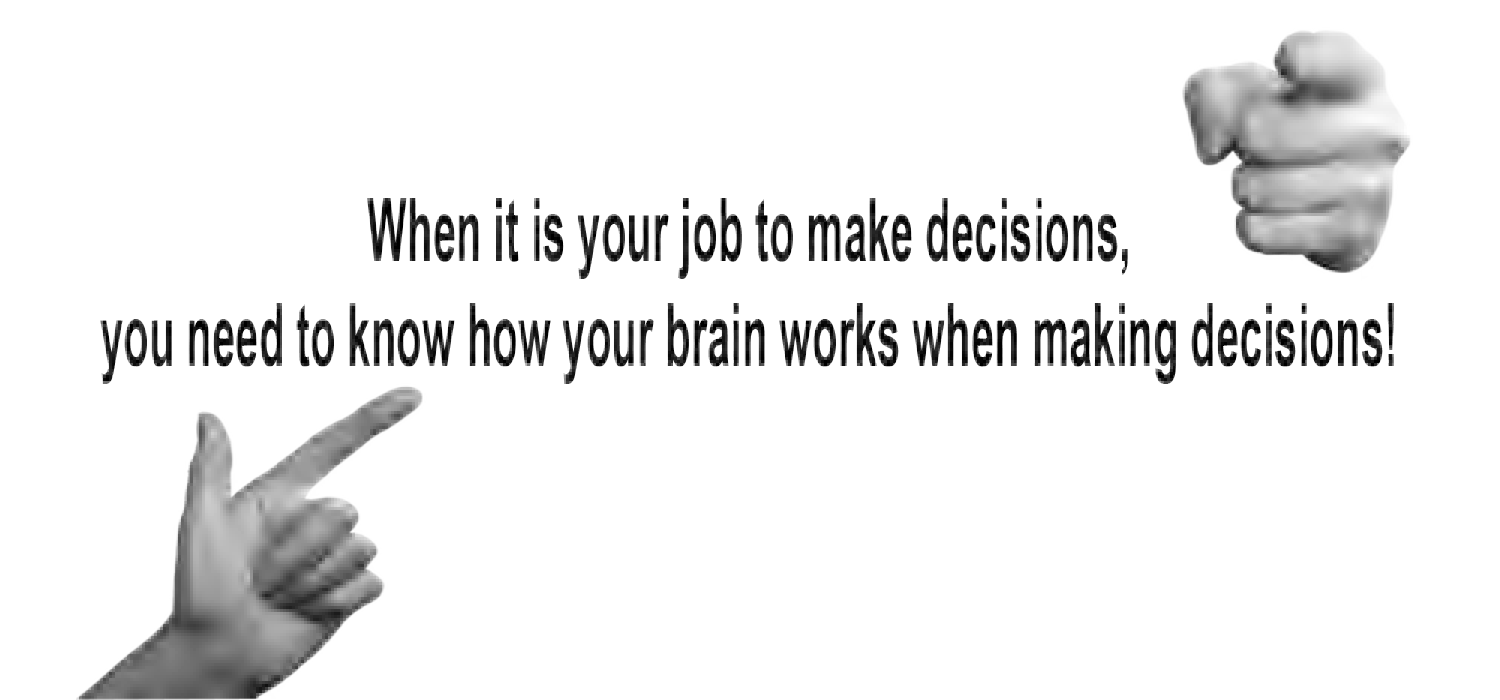 When it is your job to make decisions,
you need to know how your brain works when making decisions!